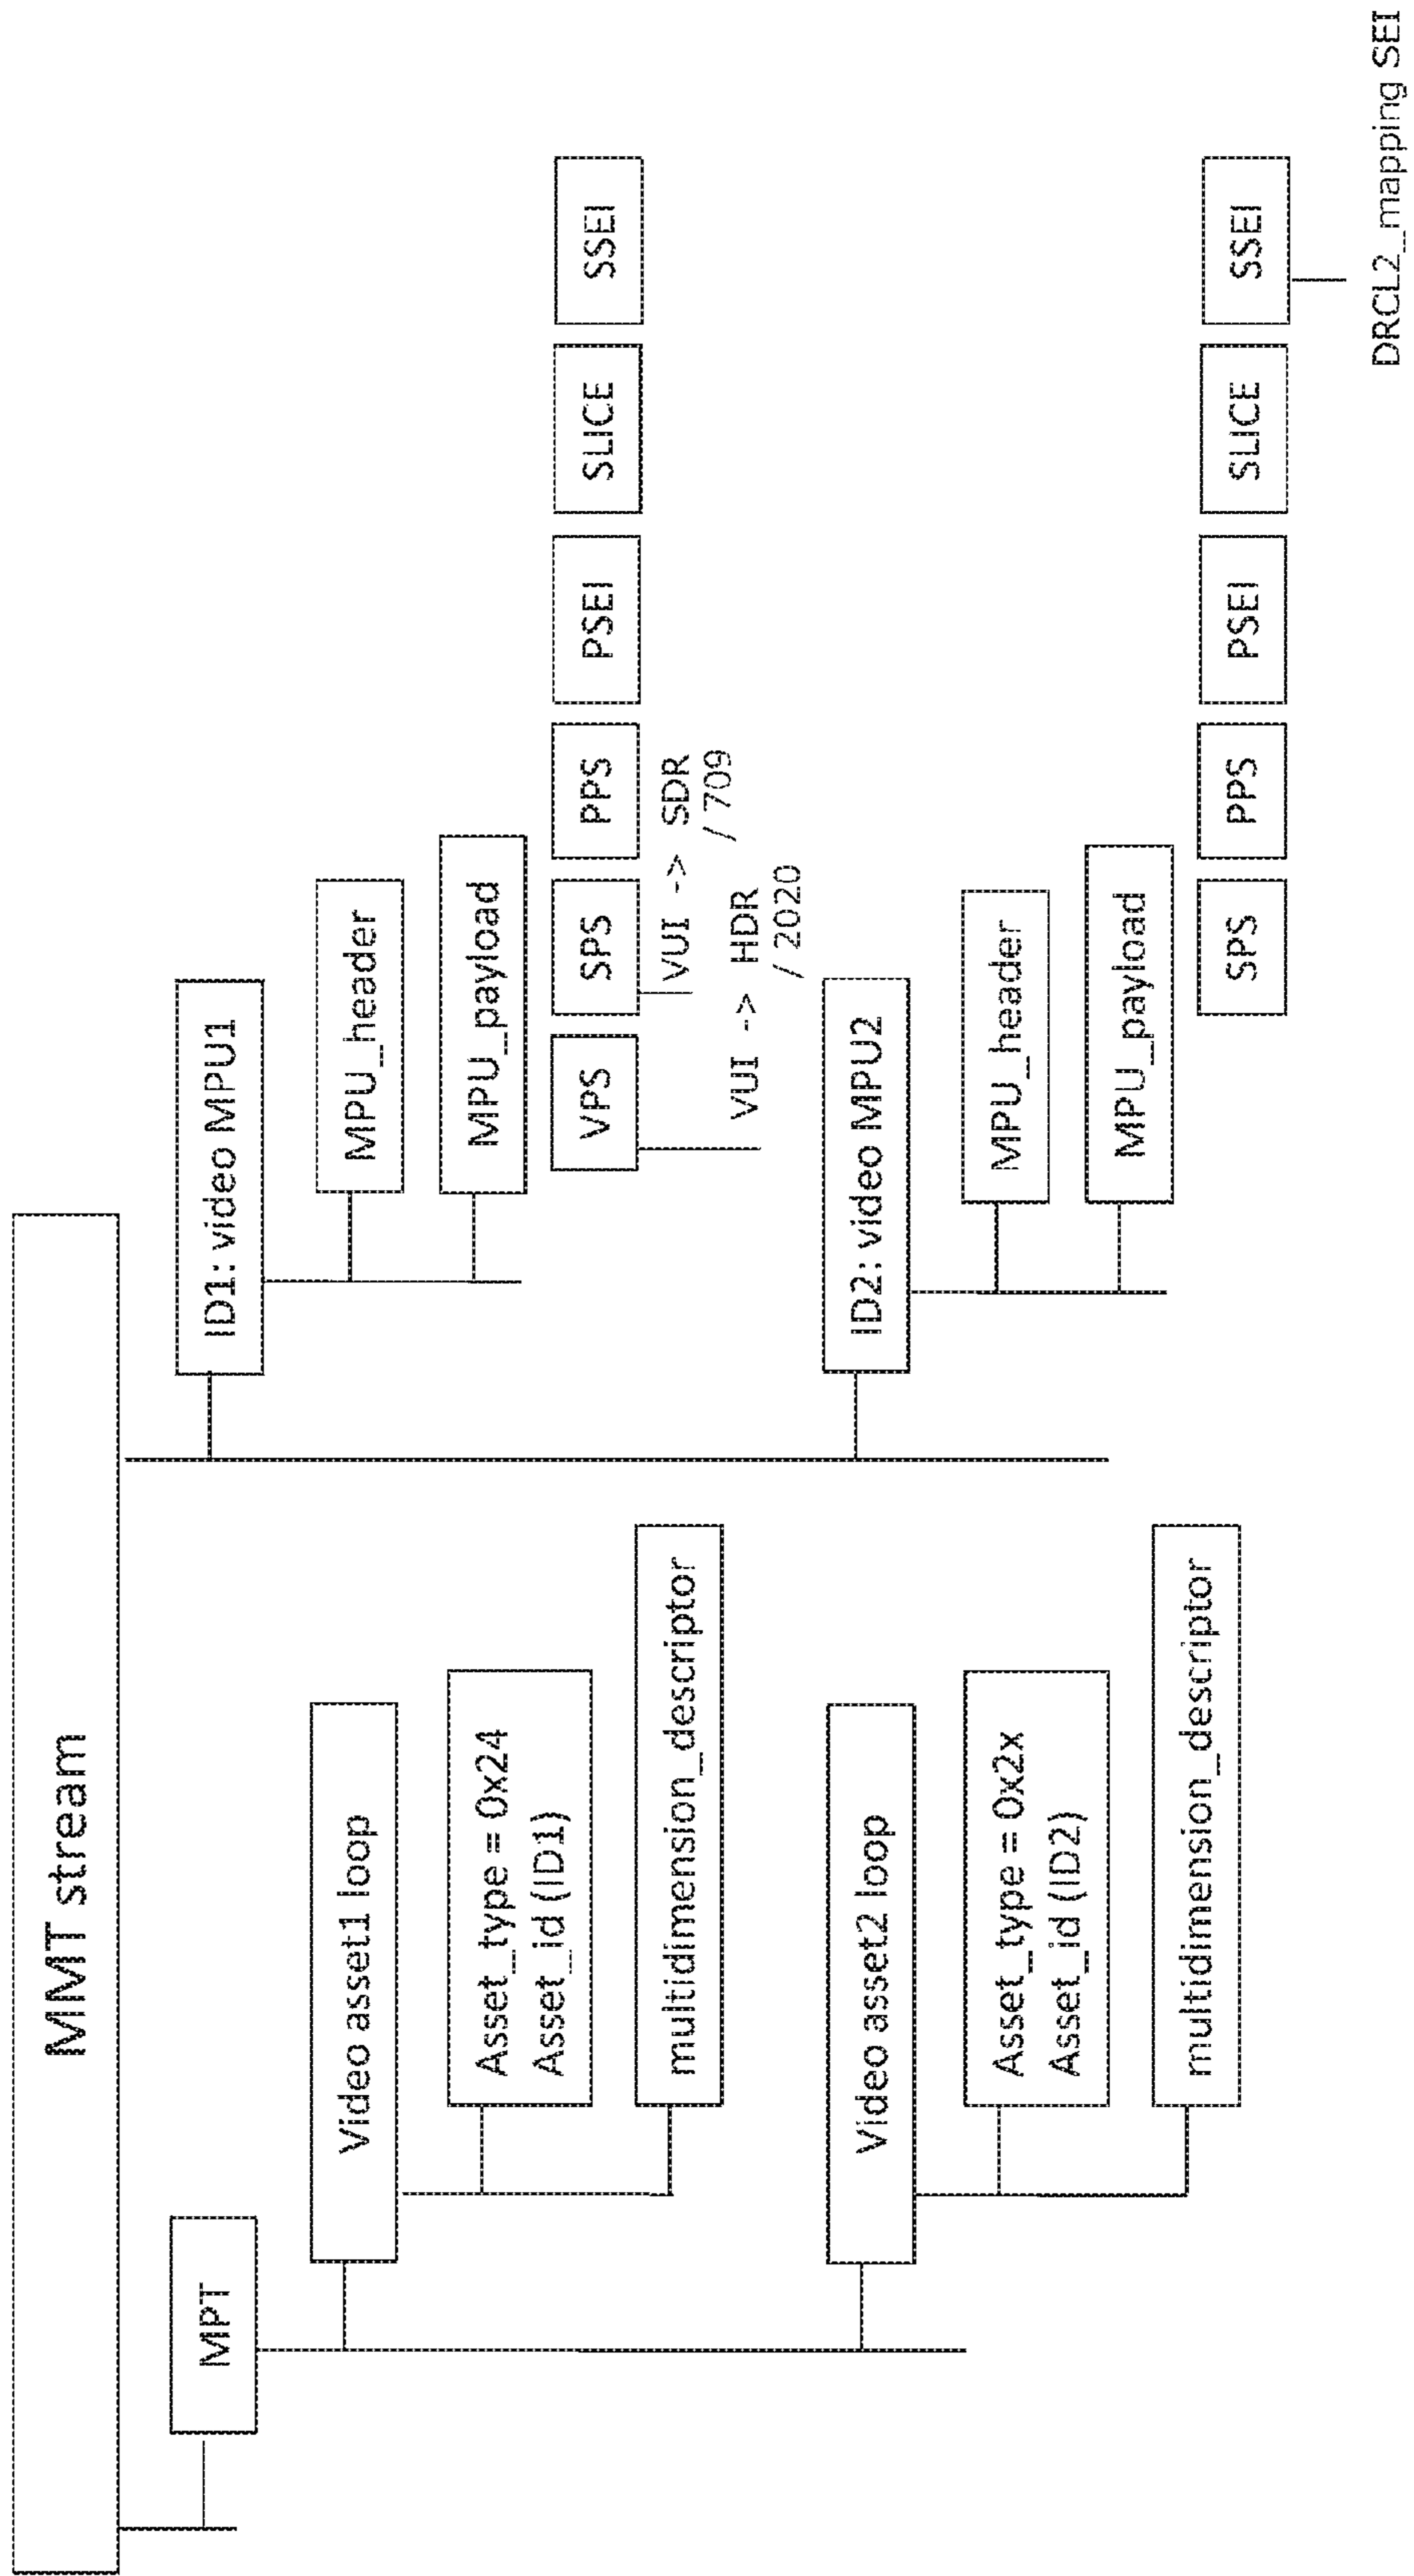 MMT stream
MPT
Video asset1 loop
Asset_type = 0x24
Asset_id (ID1)
multidimension_descriptor
Video asset2 loop
Asset_type = 0x2x
Asset_id (ID2)
multidimension_descriptor
ID1: video MPU1
MPU_header
MPU_payload
VPS SPS PPS PSEI SLICE SSEI
VUI -> SDR
/ 709
VUI -> HDR
/ 2020
ID2: video MPU2
MPU_header
MPU_payload
SPS PPS PSEI SLICE SSEI
DRCL2_mapping SEI